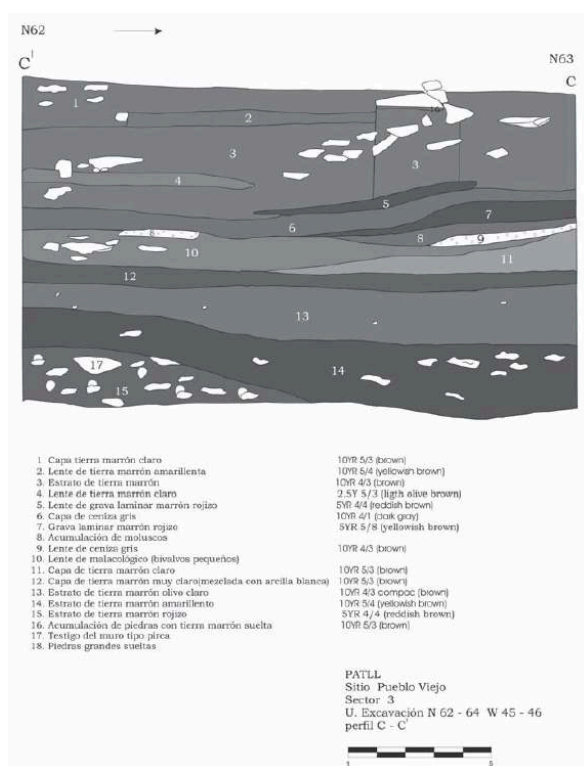 N62
N63
C'
C
1
2
16
3
3
4
5
7
6
8
9
8
10
11
12
13
17
14
15
1. Capa tierra marrón claro 10YR 5/3 (brown)
2. Lente de tierra marrón amarillenta 10YR 5/4 (yellowish brown)
3. Estrato de tierra marrón 10YR 4/3 (brown)
4. Lente de tierra marrón claro 2.5Y 5/3 (ligth olive brown)
5. Lente de grava laminar marrón rojizo 5YR 4/4 (reddish brown)
6. Capa de ceniza gris 10YR 4/1 (dark gray)
7. Grava laminar marrón rojizo 5YR 5/8 (yellowish brown)
8. Acumulación de moluscos
9. Lente de ceniza gris 10YR 4/3 (brown)
10. Lente de malacológico (bivalvos pequeños)
11. Capa de tierra marrón claro 10YR 5/3 (brown)
12. Capa de tierra marrón muy claro(mezelada con arcilla blanca) 10YR 5/3 (brown)
13. Estrato de tierra marrón olivo claro 10YR 4/3 compac (brown)
14. Estrato de tierra marrón amarillento 10YR 5/4 (yellowish brown)
15. Estrato de tierra marrón rojizo 5YR 4/4 (reddish brown)
16. Acumulación de piedras con tierra marrón suelta 10YR 5/3 (brown)
17. Testigo del muro tipo pirca
18. Piedras grandes sueltas
PATLL
Sitio Pueblo Viejo
Sector 3
U. Excavación N 62 - 64 W 45 - 46
perfil C - C'
1 5